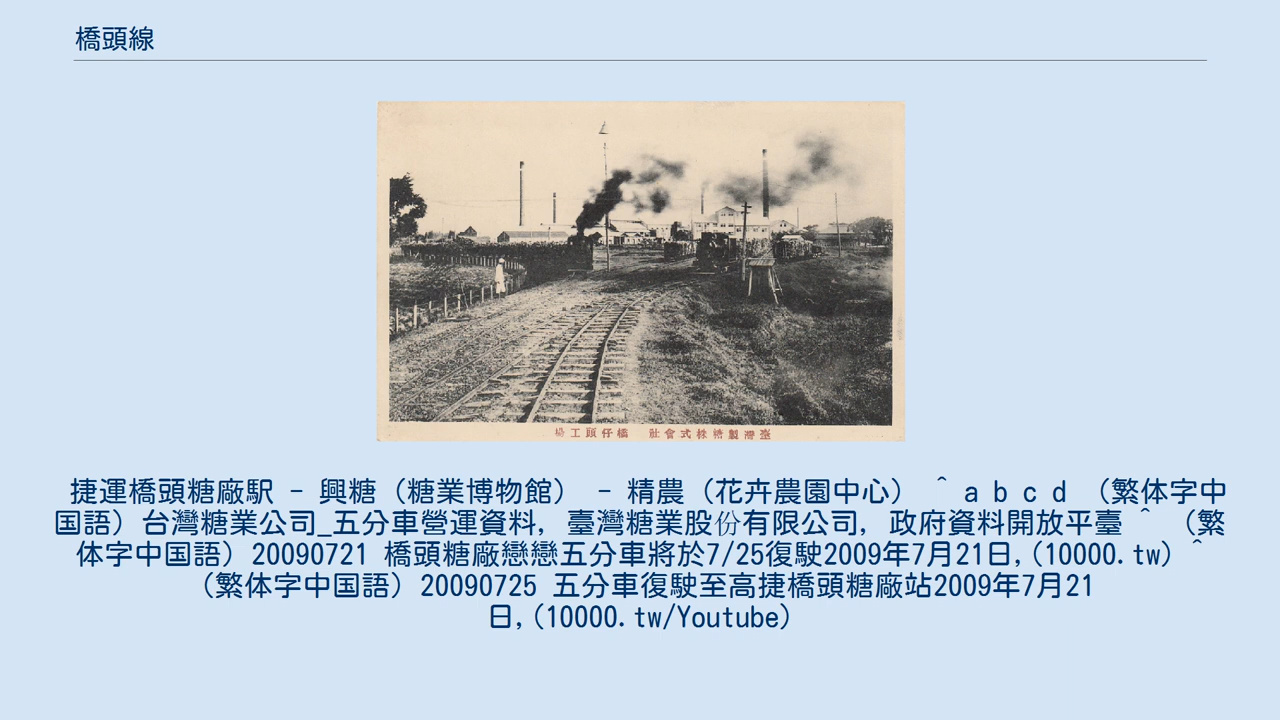 橋頭線
臺灣製糖株式會社 橋仔頭工場
捷運橋頭糖廠駅 - 興糖（糖業博物館） - 精農（花卉農園中心） ^ a b c d （繁体字中
国語）台灣糖業公司_五分車營運資料, 臺灣糖業股份有限公司, 政府資料開放平臺 ^ （繁
体字中国語）20090721 橋頭糖廠戀戀五分車將於7/25復駛2009年7月21日,(10000.tw) ^
（繁体字中国語）20090725 五分車復駛至高捷橋頭糖廠站2009年7月21
日,(10000.tw/Youtube)